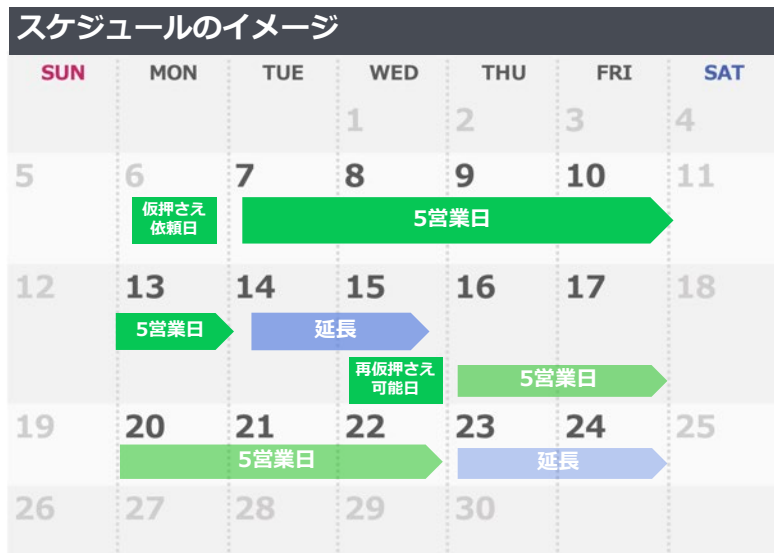 スケジュールのイメージ
SUN MON TUE WED THU FRI SAT
1 2 3 4
5 6 7 8 9 10 11
仮押さえ
依頼日
5営業日
12 13 14 15 16 17 18
5営業日 延長
再仮押さえ
可能日
5営業日
19 20 21 22 23 24 25
5営業日 延長
26 27 28 29 30